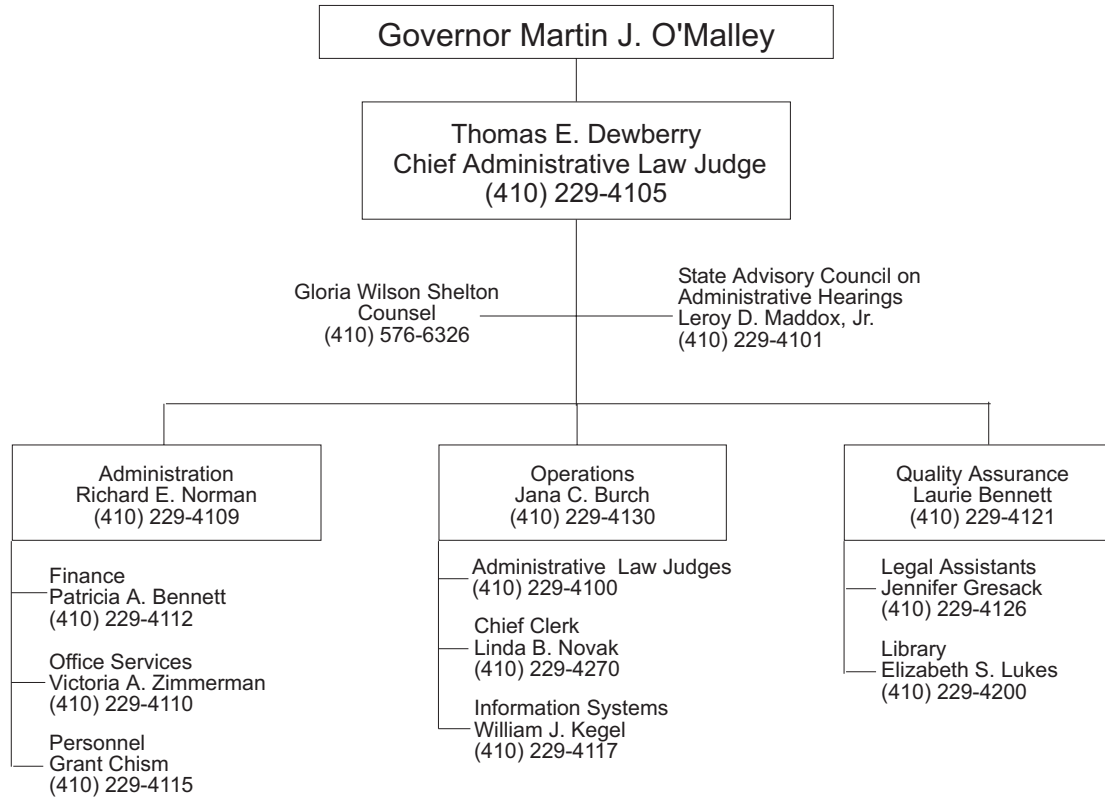 Governor Martin J. O'Malley
Thomas E. Dewberry
Chief Administrative Law Judge
(410) 229-4105
Gloria Wilson Shelton
Counsel
(410) 576-6326
State Advisory Council on
Administrative Hearings
Leroy D. Maddox, Jr.
(410) 229-4101
Administration
Richard E. Norman
(410) 229-4109
Finance
Patricia A. Bennett
(410) 229-4112
Office Services
Victoria A. Zimmerman
(410) 229-4110
Personnel
Grant Chism
(410) 229-4115
Operations
Jana C. Burch
(410) 229-4130
Administrative Law Judges
(410) 229-4100
Chief Clerk
Linda B. Novak
(410) 229-4270
Information Systems
William J. Kegel
(410) 229-4117
Quality Assurance
Laurie Bennett
(410) 229-4121
Legal Assistants
Jennifer Gresack
(410) 229-4126
Library
Elizabeth S. Lukes
(410) 229-4200